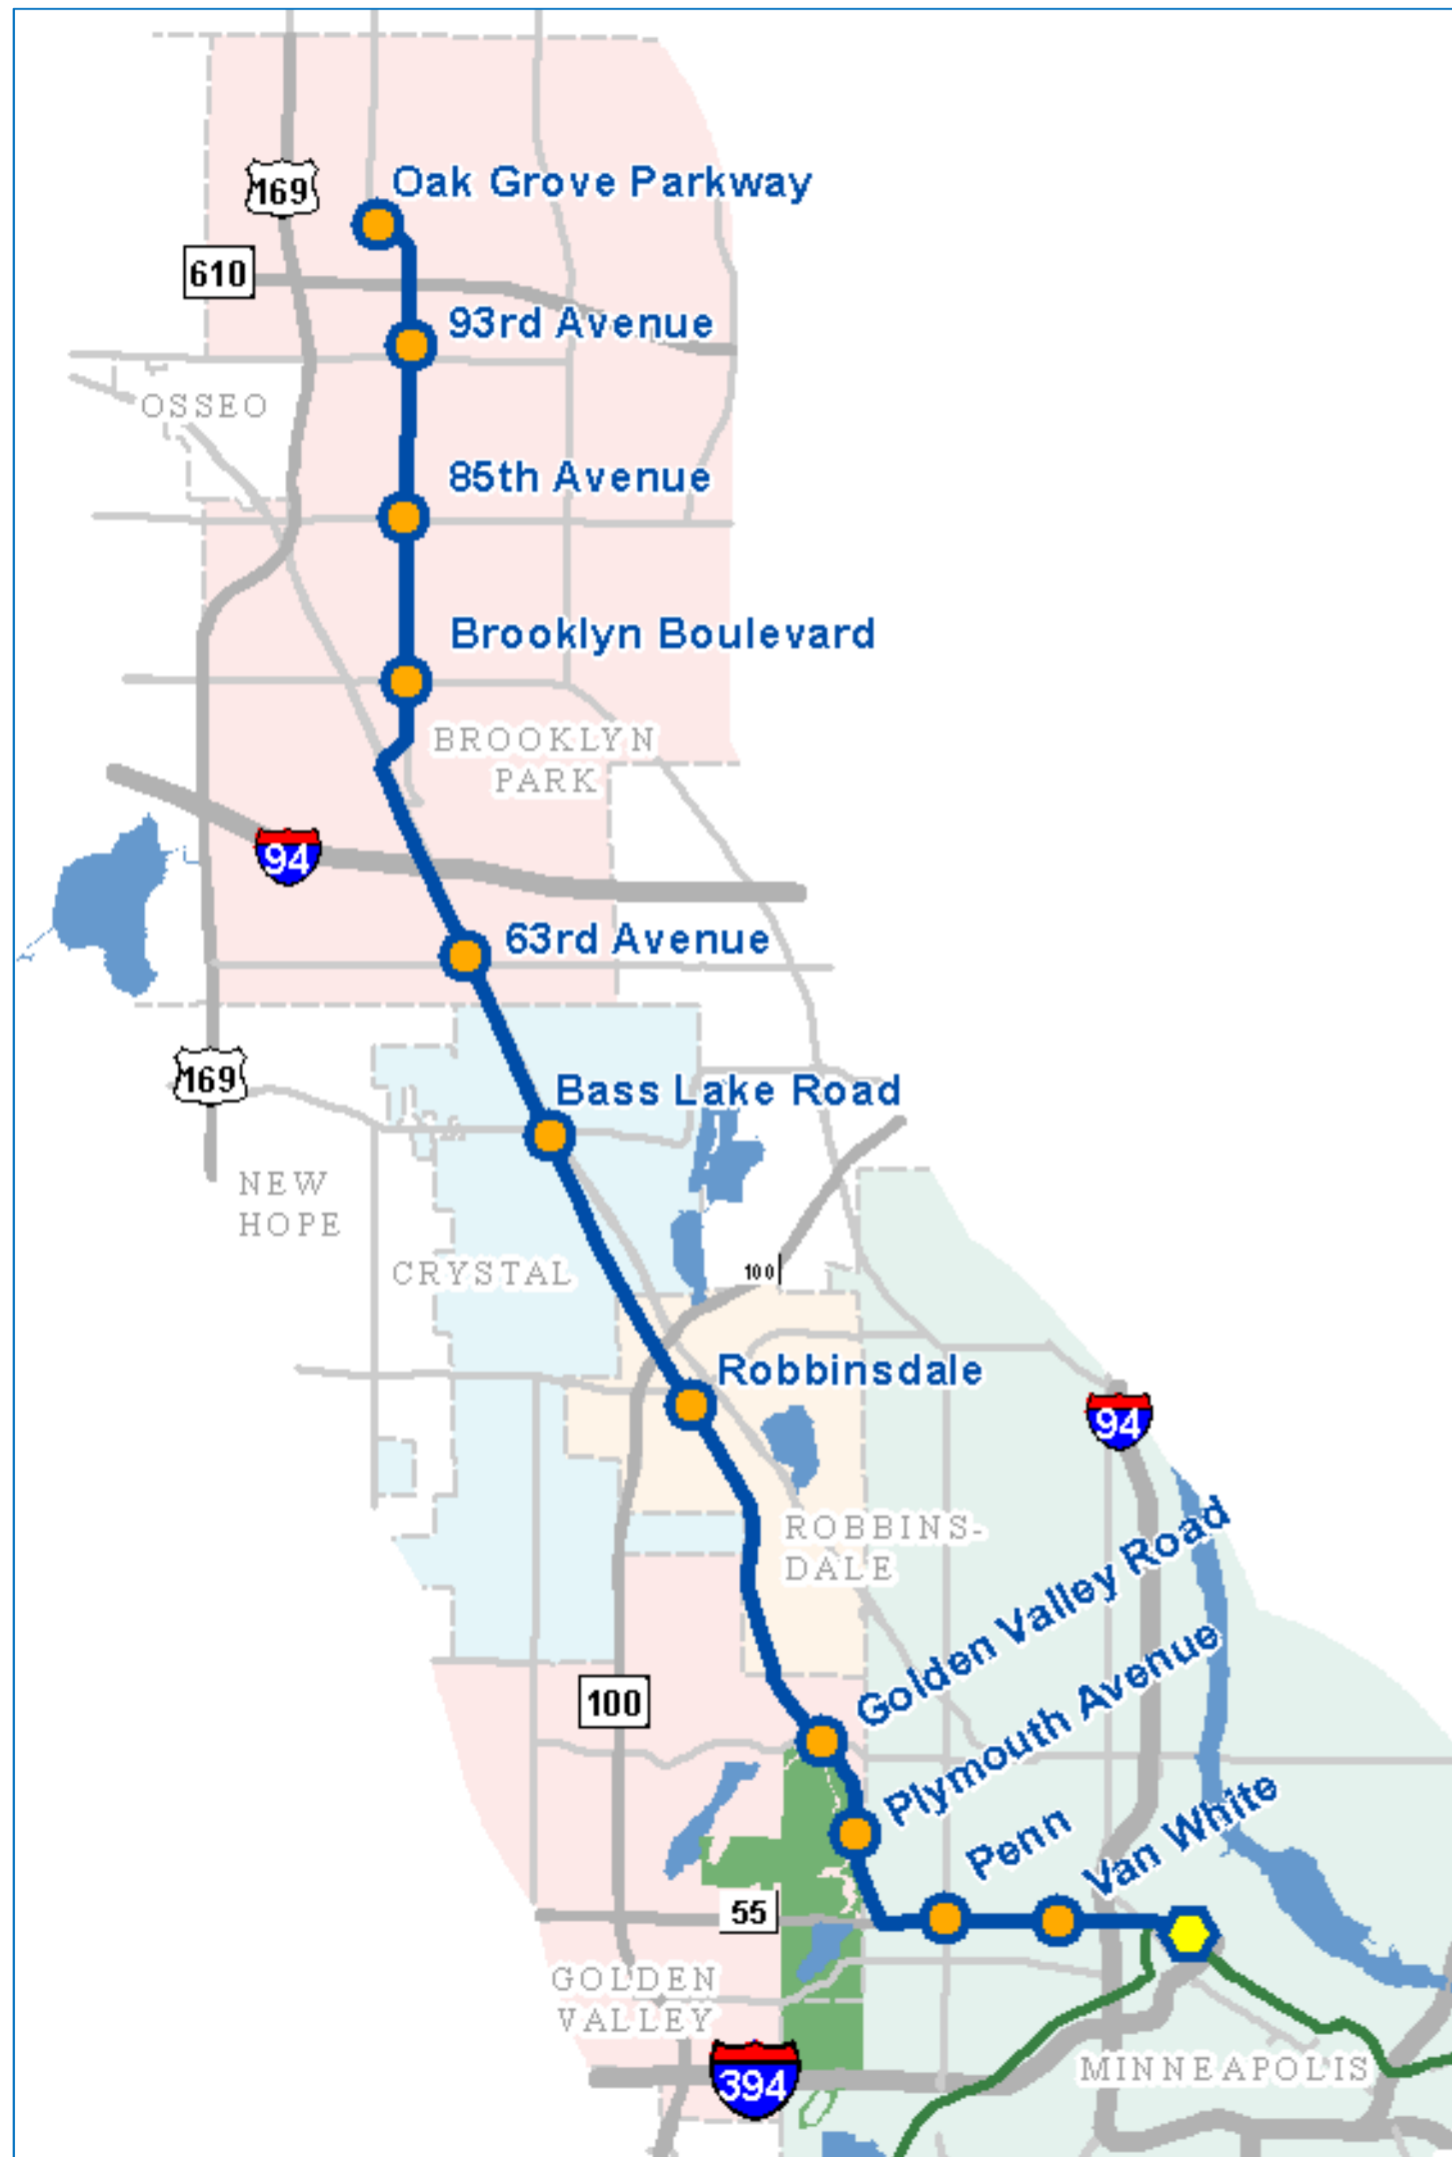 Oak Grove Parkway
169
610
93rd Avenue
OSSEO
85th Avenue
Brooklyn Boulevard
BROOKLYN
PARK
94
63rd Avenue
169
Bass Lake Road
NEW
HOPE
CRYSTAL
100
Robbinsdale
94
ROBBINS-
DALE
Golden Valley Road
100
Plymouth Avenue
Penn
Van White
55
GOLDEN
VALLEY
MINNEAPOLIS
394